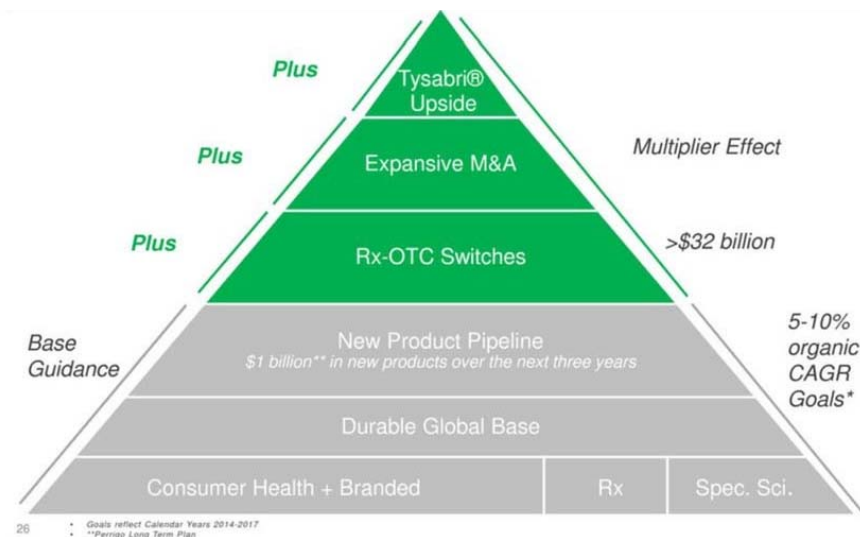 Plus
Tysabri®
Upside
Plus
Expansive M&A
Multiplier Effect
Plus
Rx-OTC Switches
>$32 billion
Base
Guidance
New Product Pipeline
$1 billion** in new products over the next three years
5-10%
organic
CAGR
Goals*
Durable Global Base
Consumer Health + Branded
Rx
Spec. Sci.
26
• Goals reflect Calendar Years 2014-2017
• **Perrigo Long Term Plan